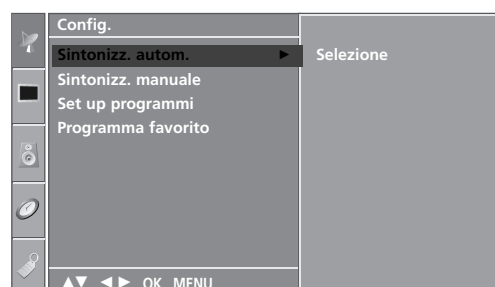 Config.
Sintonizz. autom. ► Selezione
Sintonizz. manuale
Set up programmi
Programma favorito
▲▼ ◄► OK MENU